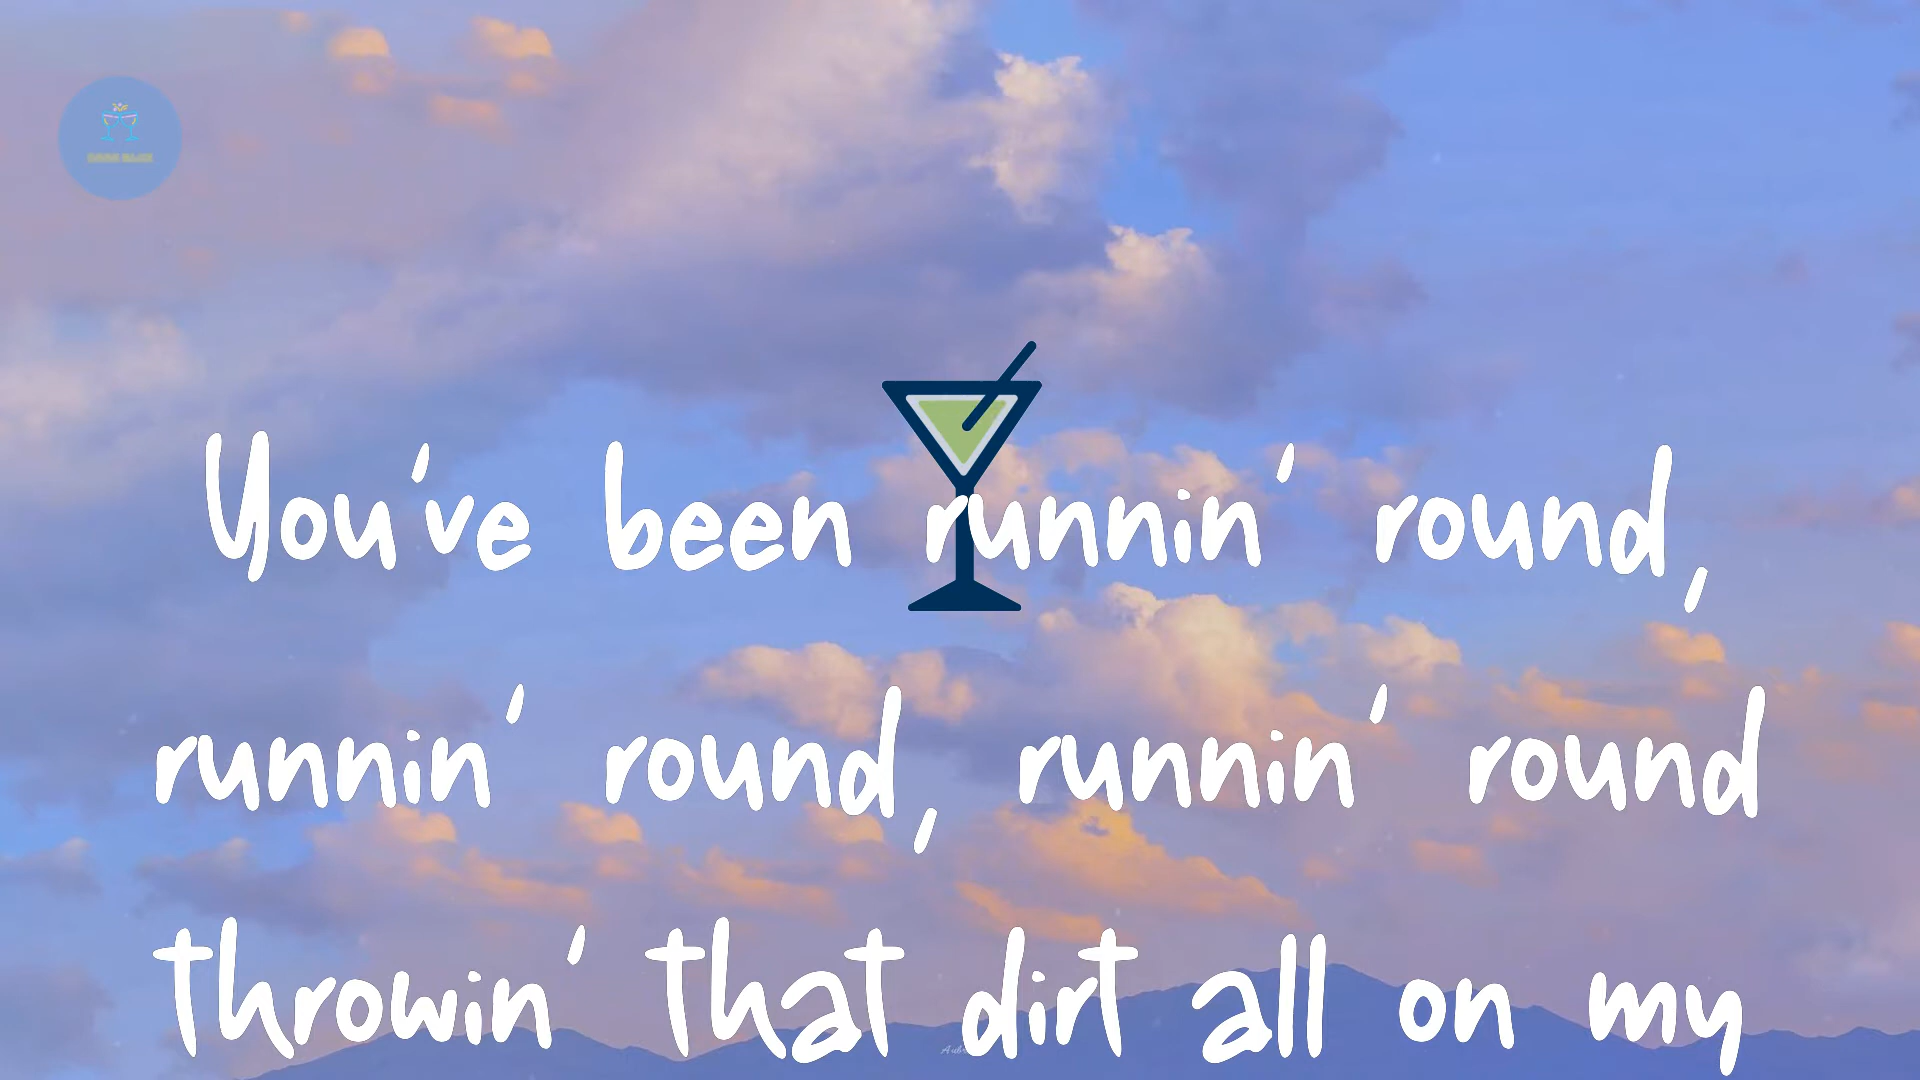 You've been runnin' round,
runnin' round, runnin' round
throwin' that dirt all on my